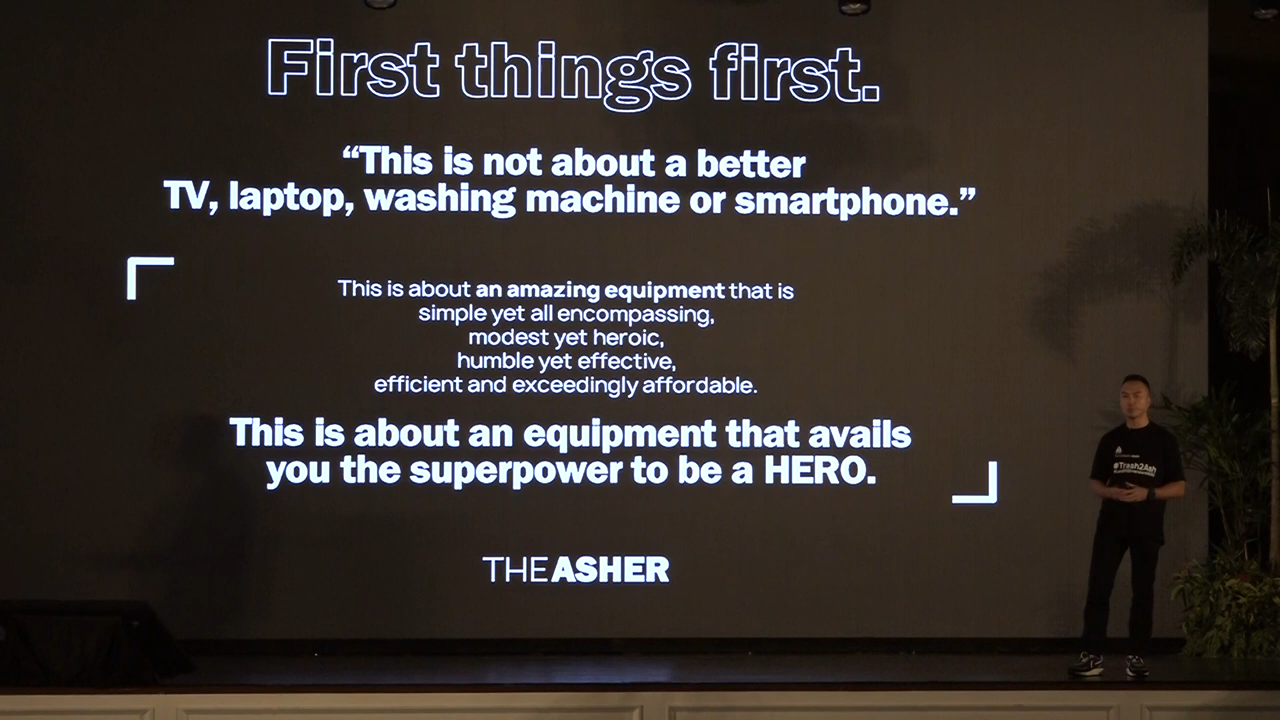 First things first.
“This is not about a better
TV, laptop, washing machine or smartphone.”
This is about an amazing equipment that is
simple yet all encompassing,
modest yet heroic,
humble yet effective,
efficient and exceedingly affordable.
This is about an equipment that avails
you the superpower to be a HERO.
THEASHER
#Trash2Ash